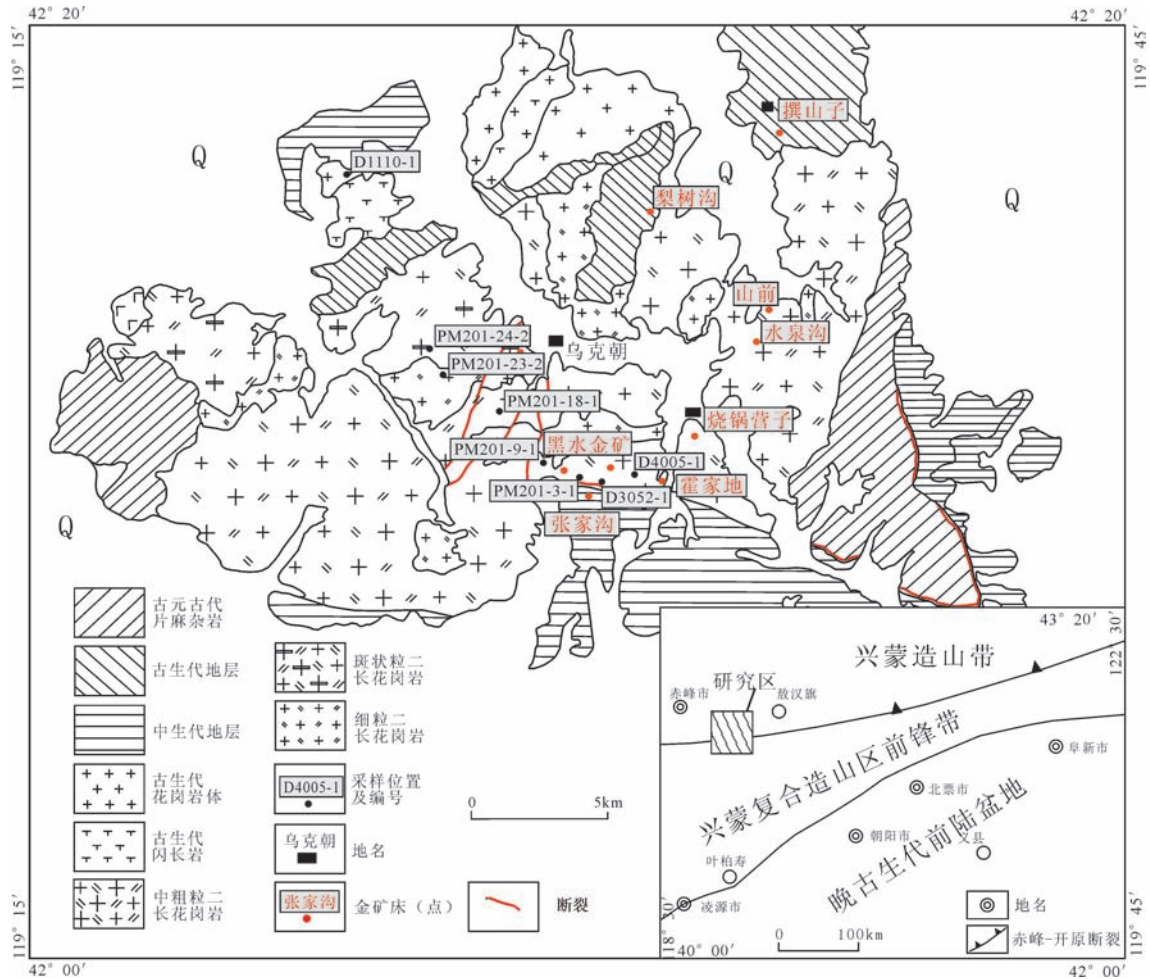 42° 20′
42° 20′
119° 15′
119° 45′
撰山子
Q
D1110-1
Q
梨树沟
Q
山前
PM201-24-2
水泉沟
乌克朝
PM201-23-2
PM201-18-1
烧锅营子
黑水金矿
PM201-9-1
D4005-1
PM201-3-1
D3052-1
霍家地
张家沟
Q
古元古代
片麻杂岩
古生代地层
中生代地层
古生代
花岗岩体
古生代
闪长岩
中粗粒二
长花岗岩
斑状粒二
长花岗岩
细粒二
长花岗岩
D4005-1
采样位置
及编号
乌克朝
地名
张家沟
金矿床（点）
断裂
0
5km
43° 20′
122° 30′
兴蒙造山带
研究区
赤峰市
敖汉旗
兴蒙复合造山区前锋带
阜新市
北票市
晚古生代前陆盆地
朝阳市
义县
叶柏寿
凌源市
地名
赤峰-开原断裂
0
100km
118° 30′
40° 00′
119° 15′
119° 45′
42° 00′
42° 00′